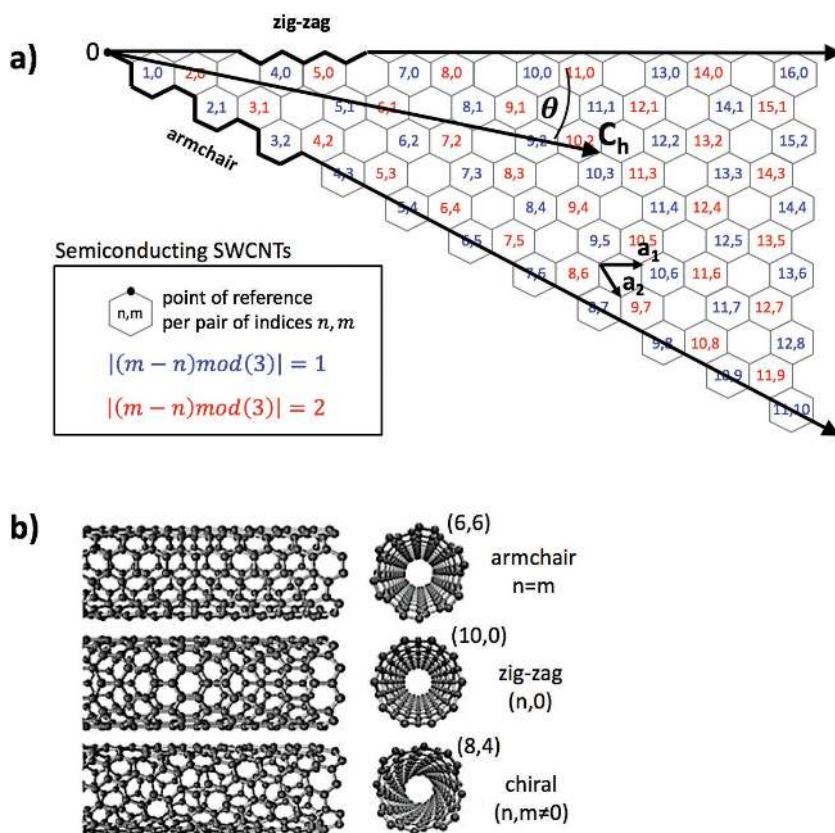 zig-zag
a)
0
1,0 2,0 4,0 5,0 7,0 8,0 10,0 11,0 13,0 14,0 16,0
2,1 3,1 5,1 6,1 8,1 9,1 θ 11,1 12,1 14,1 15,1
armchair
3,2 4,2 6,2 7,2 9,2 10,2 Ch 12,2 13,2 15,2
4,3 5,3 7,3 8,3 10,3 11,3 13,3 14,3
5,4 6,4 8,4 9,4 11,4 12,4 14,4
6,5 7,5 9,5 10,5 12,5 13,5
Semiconducting SWCNTs
a1
7,6 8,6 10,6 11,6 13,6
a2
8,7 9,7 11,7 12,7
n,m point of reference
per pair of indices n, m
9,8 10,8 12,8
|(m − n)mod(3)| = 1
10,9 11,9
|(m − n)mod(3)| = 2
11,10
b)
(6,6)
armchair
n=m
(10,0)
zig-zag
(n,0)
(8,4)
chiral
(n,m≠0)